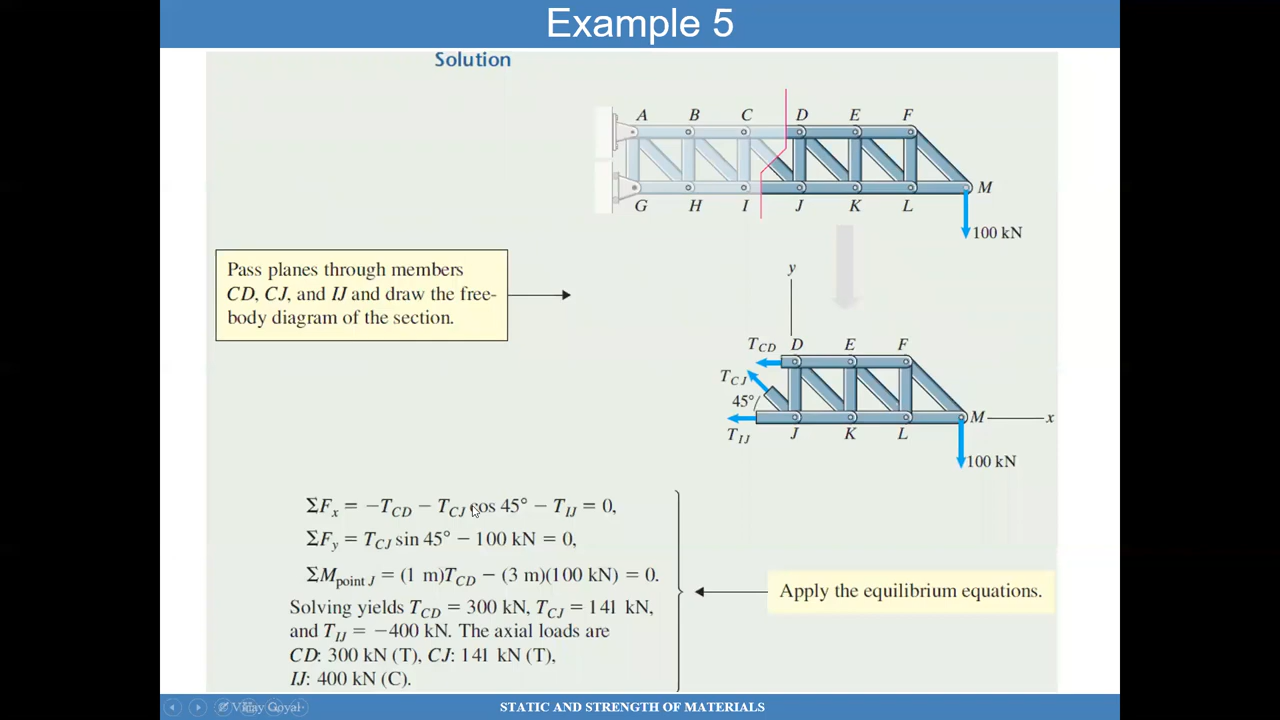 Example 5
Solution
A B C D E F
M
G H I J K L
100 kN
Pass planes through members
CD, CJ, and IJ and draw the free-
body diagram of the section.
y
T_CD D E F
T_CJ
45°
M x
T_IJ J K L
100 kN
ΣF_x = −T_CD − T_CJ cos 45° − T_IJ = 0,
ΣF_y = T_CJ sin 45° − 100 kN = 0,
ΣM_point J = (1 m)T_CD − (3 m)(100 kN) = 0.
Apply the equilibrium equations.
Solving yields T_CD = 300 kN, T_CJ = 141 kN,
and T_IJ = −400 kN. The axial loads are
CD: 300 kN (T), CJ: 141 kN (T),
IJ: 400 kN (C).
Vijay Goyal
STATIC AND STRENGTH OF MATERIALS